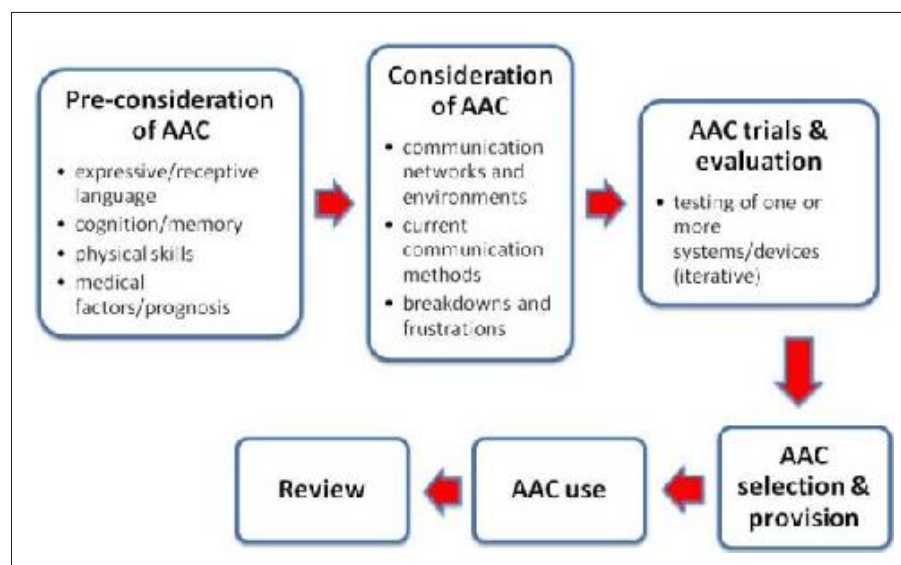 Pre-consideration
of AAC
• expressive/receptive
language
• cognition/memory
• physical skills
• medical
factors/prognosis
Consideration
of AAC
• communication
networks and
environments
• current
communication
methods
• breakdowns and
frustrations
AAC trials &
evaluation
• testing of one or
more
systems/devices
(iterative)
AAC
selection &
provision
AAC use
Review